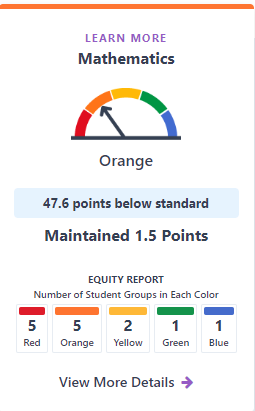 LEARN MORE
Mathematics
Orange
47.6 points below standard
Maintained 1.5 Points
EQUITY REPORT
Number of Student Groups in Each Color
5 5 2 1 1
Red Orange Yellow Green Blue
View More Details